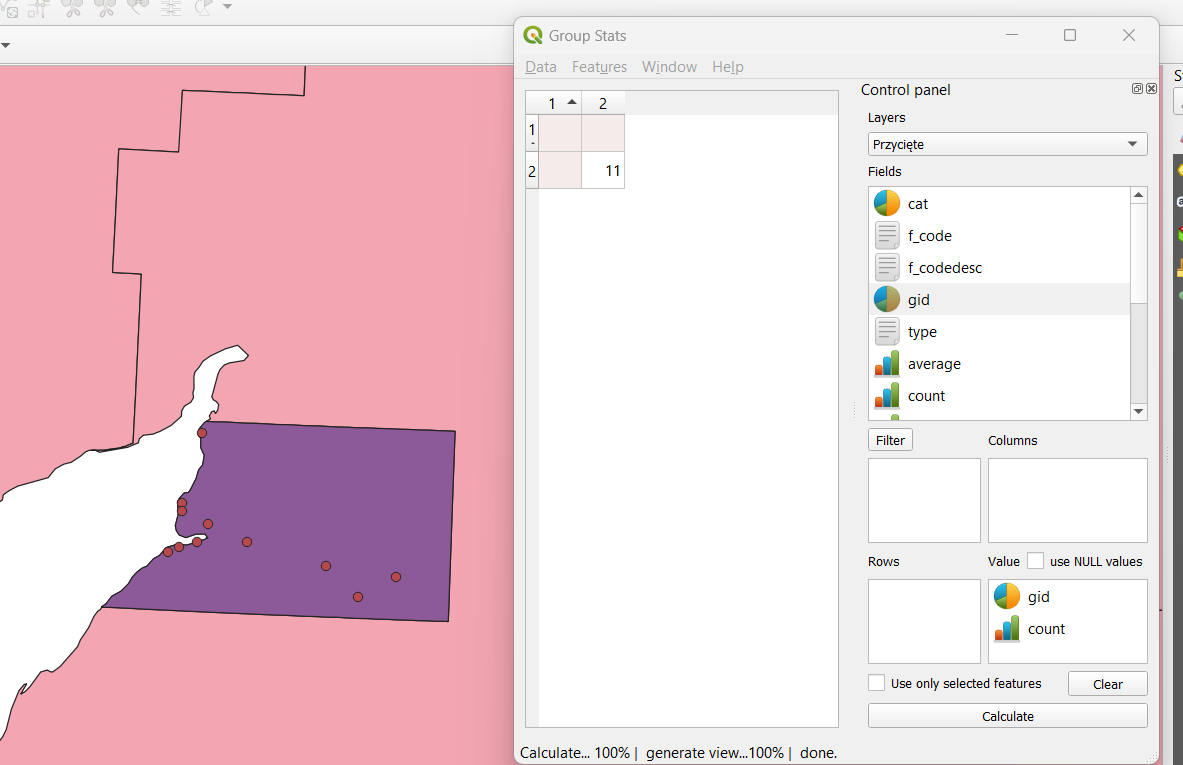 Group Stats
Data Features Window Help
1 2
1
2 11
Control panel
Layers
Przycięte
Fields
cat
f_code
f_codedesc
gid
type
average
count
Filter Columns
Rows Value use NULL values
gid
count
Use only selected features Clear
Calculate
Calculate... 100% | generate view...100% | done.